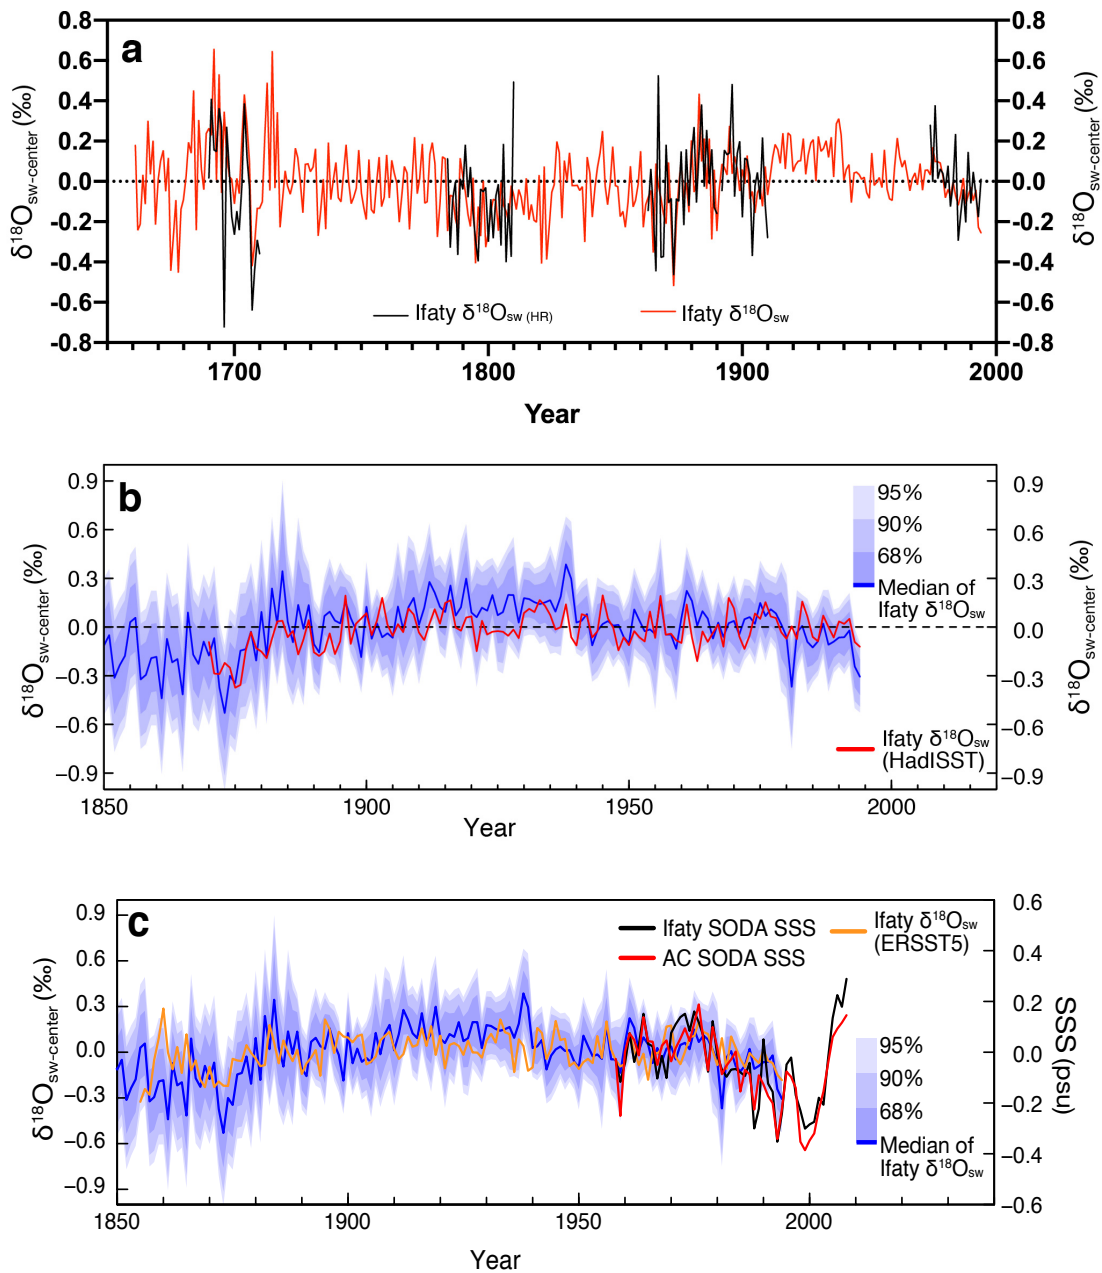 a
0.8
0.6
0.4
0.2
0.0
-0.2
-0.4
-0.6
-0.8
δ¹⁸Osw-center (‰)
0.8
0.6
0.4
0.2
0.0
-0.2
-0.4
-0.6
-0.8
δ¹⁸Osw-center (‰)
Ifaty δ¹⁸Osw (HR)
Ifaty δ¹⁸Osw
1700
1800
1900
2000
Year
b
0.9
0.6
0.3
0.0
−0.3
−0.6
−0.9
δ¹⁸Osw-center (‰)
0.9
0.6
0.3
0.0
−0.3
−0.6
−0.9
δ¹⁸Osw-center (‰)
95%
90%
68%
Median of
Ifaty δ¹⁸Osw
Ifaty δ¹⁸Osw
(HadISST)
1850
1900
1950
2000
Year
c
0.9
0.6
0.3
0.0
−0.3
−0.6
−0.9
δ¹⁸Osw-center (‰)
0.6
0.4
0.2
0.0
−0.2
−0.4
−0.6
SSS (psu)
Ifaty SODA SSS
AC SODA SSS
Ifaty δ¹⁸Osw
(ERSST5)
95%
90%
68%
Median of
Ifaty δ¹⁸Osw
1850
1900
1950
2000
Year